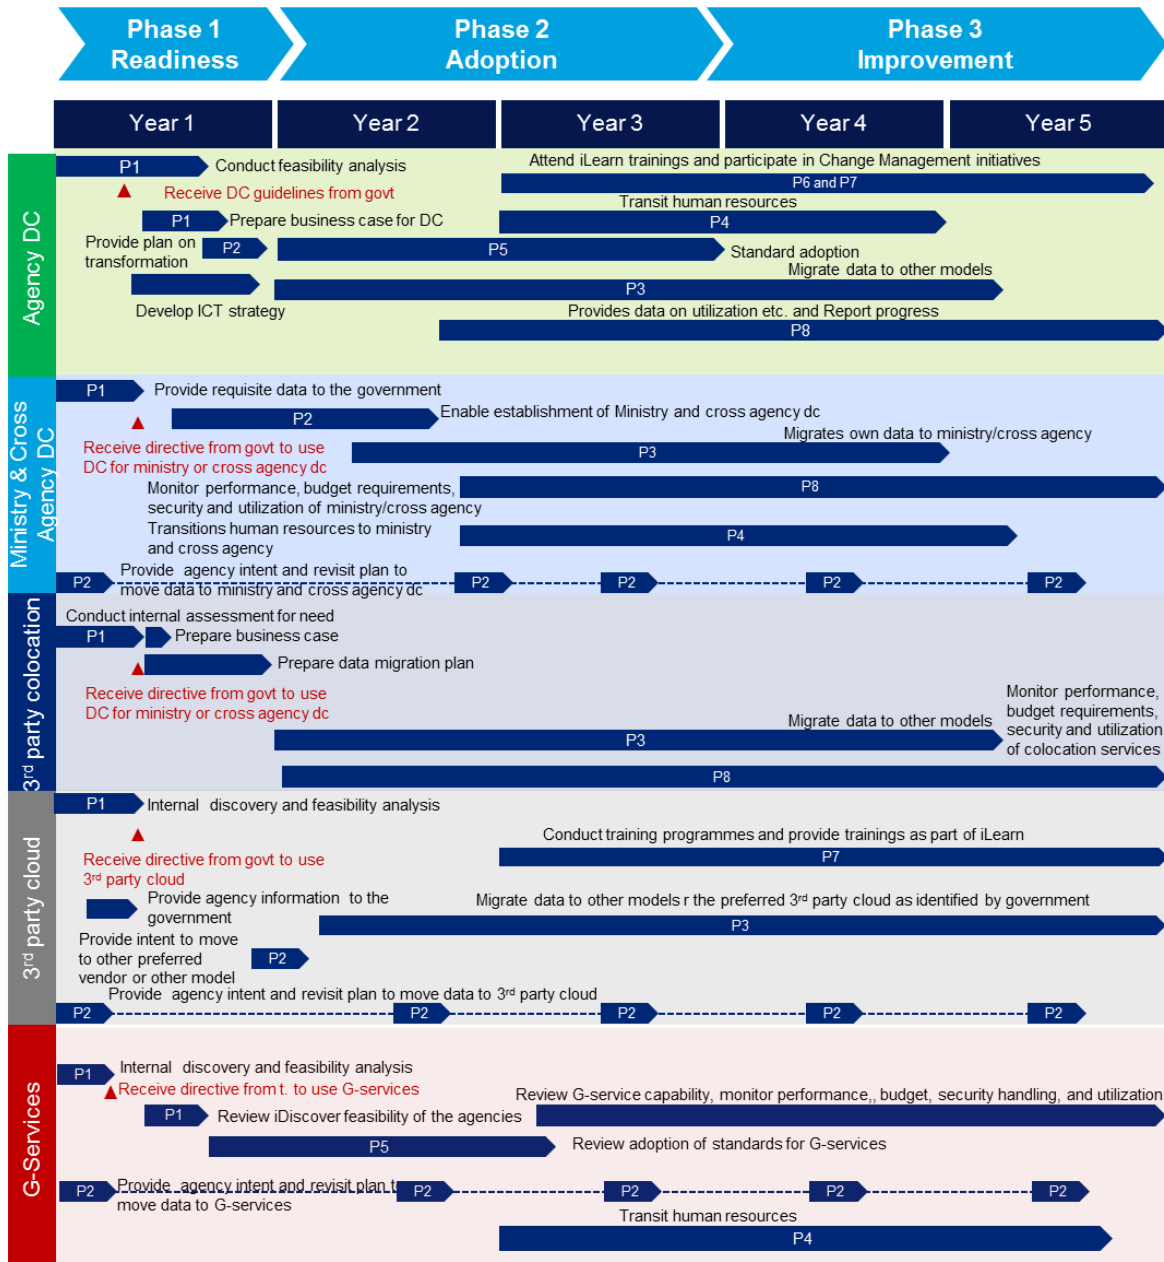 Phase 1
Readiness
Phase 2
Adoption
Phase 3
Improvement
Year 1
Year 2
Year 3
Year 4
Year 5
Agency DC
P1
Conduct feasibility analysis
Receive DC guidelines from govt
P1
Prepare business case for DC
Provide plan on
transformation
P2
Develop ICT strategy
Attend iLearn trainings and participate in Change Management initiatives
P6 and P7
Transit human resources
P4
P5
Standard adoption
Migrate data to other models
P3
Provides data on utilization etc. and Report progress
P8
Ministry & Cross
Agency DC
P1
Provide requisite data to the government
P2
Enable establishment of Ministry and cross agency dc
Receive directive from govt to use
DC for ministry or cross agency dc
Migrates own data to ministry/cross agency
P3
Monitor performance, budget requirements,
security and utilization of ministry/cross agency
P8
Transitions human resources to ministry
and cross agency
P4
Provide agency intent and revisit plan to
move data to ministry and cross agency dc
P2
P2
P2
P2
P2
3rd party colocation
Conduct internal assessment for need
P1
Prepare business case
Prepare data migration plan
Receive directive from govt to use
DC for ministry or cross agency dc
Migrate data to other models
P3
Monitor performance,
budget requirements,
security and utilization
of colocation services
P8
3rd party cloud
P1
Internal discovery and feasibility analysis
Receive directive from govt to use
3rd party cloud
Conduct training programmes and provide trainings as part of iLearn
P7
Provide agency information to the
government
Migrate data to other models r the preferred 3rd party cloud as identified by government
P3
Provide intent to move
to other preferred
vendor or other model
P2
Provide agency intent and revisit plan to move data to 3rd party cloud
P2
P2
P2
P2
P2
G-Services
P1
Internal discovery and feasibility analysis
Receive directive from t. to use G-services
P1
Review iDiscover feasibility of the agencies
Review G-service capability, monitor performance,, budget, security handling, and utilization
P5
Review adoption of standards for G-services
Provide agency intent and revisit plan t
move data to G-services
P2
P2
P2
P2
P2
Transit human resources
P4